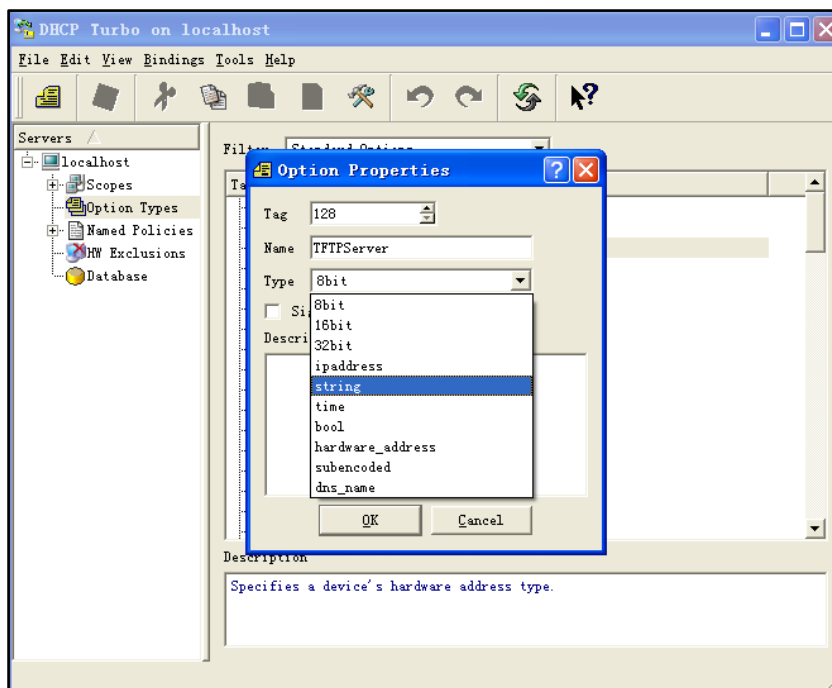 DHCP Turbo on localhost
File Edit View Bindings Tools Help
Servers
localhost
Scopes
Option Types
Named Policies
HW Exclusions
Database
Option Properties
Tag 128
Name TFTPServer
Type 8bit
8bit
16bit
32bit
ipaddress
string
time
bool
hardware_address
subencoded
dns_name
OK Cancel
Description
Specifies a device's hardware address type.